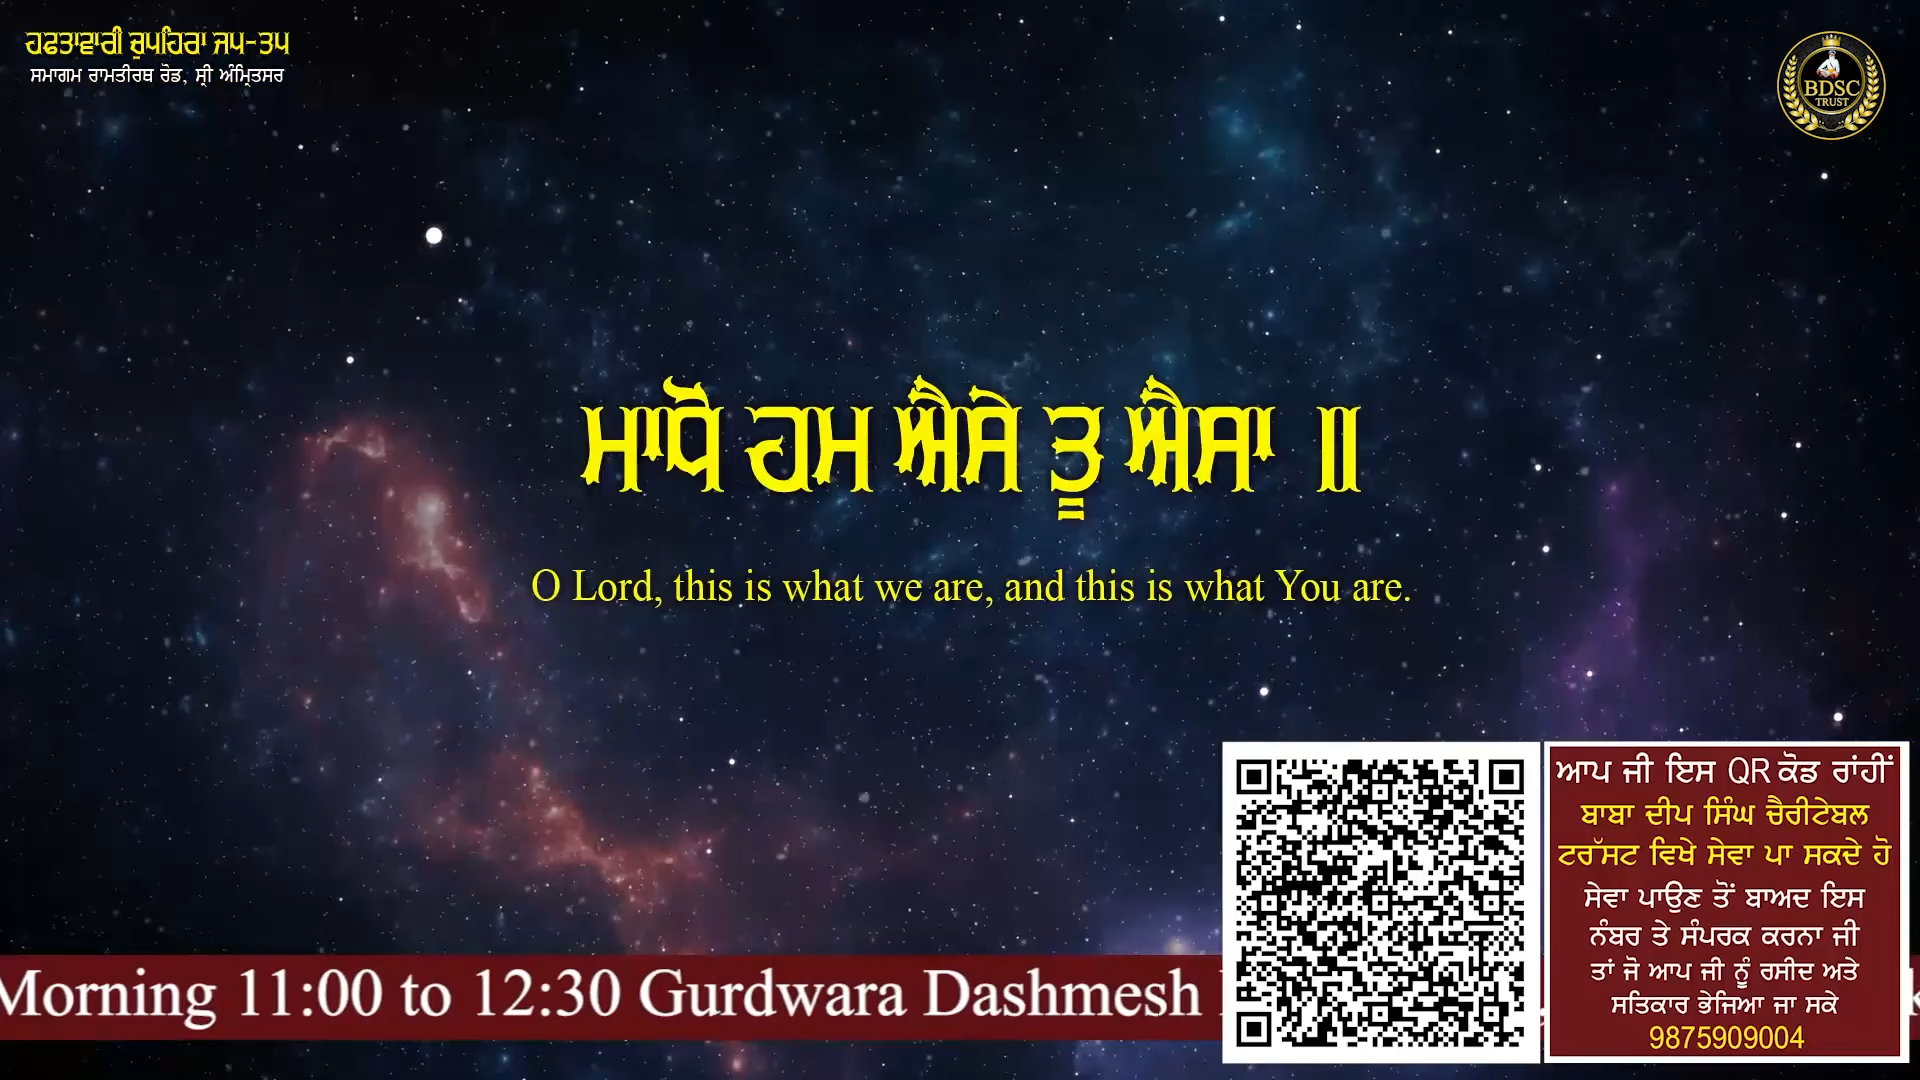 ਹਫਤਾਵਾਰੀ ਚੁਪਹਿਰਾ ਜਪ-ਤਪ
ਸਮਾਗਮ ਰਾਮਤੀਰਥ ਰੋਡ, ਸ੍ਰੀ ਅੰਮ੍ਰਿਤਸਰ
BDSC
TRUST
ਮਾਧੌ ਹਮ ਐਸੇ ਤੂ ਐਸਾ ॥
O Lord, this is what we are, and this is what You are.
ਆਪ ਜੀ ਇਸ QR ਕੋਡ ਰਾਂਹੀਂ
ਬਾਬਾ ਦੀਪ ਸਿੰਘ ਚੈਰੀਟੇਬਲ
ਟਰੱਸਟ ਵਿਖੇ ਸੇਵਾ ਪਾ ਸਕਦੇ ਹੋ
ਸੇਵਾ ਪਾਉਣ ਤੋਂ ਬਾਅਦ ਇਸ
ਨੰਬਰ ਤੇ ਸੰਪਰਕ ਕਰਨਾ ਜੀ
ਤਾਂ ਜੋ ਆਪ ਜੀ ਨੂੰ ਰਸੀਦ ਅਤੇ
ਸਤਿਕਾਰ ਭੇਜਿਆ ਜਾ ਸਕੇ
9875909004
Morning 11:00 to 12:30 Gurdwara Dashmesh